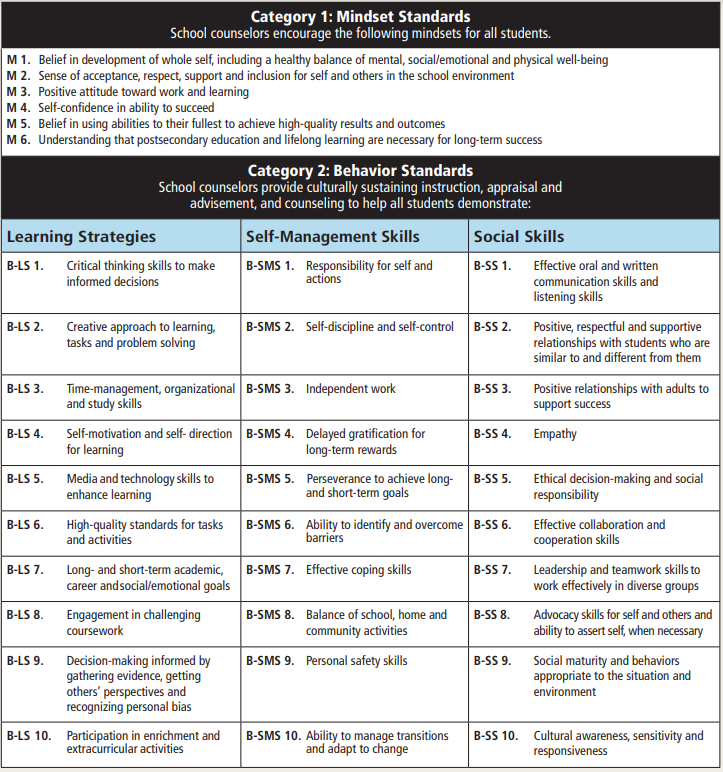 Category 1: Mindset Standards
School counselors encourage the following mindsets for all students.
M 1. Belief in development of whole self, including a healthy balance of mental, social/emotional and physical well-being
M 2. Sense of acceptance, respect, support and inclusion for self and others in the school environment
M 3. Positive attitude toward work and learning
M 4. Self-confidence in ability to succeed
M 5. Belief in using abilities to their fullest to achieve high-quality results and outcomes
M 6. Understanding that postsecondary education and lifelong learning are necessary for long-term success
Category 2: Behavior Standards
School counselors provide culturally sustaining instruction, appraisal and
advisement, and counseling to help all students demonstrate:
Learning Strategies
Self-Management Skills
Social Skills
B-LS 1. Critical thinking skills to make
informed decisions
B-SMS 1. Responsibility for self and
actions
B-SS 1. Effective oral and written
communication skills and
listening skills
B-LS 2. Creative approach to learning,
tasks and problem solving
B-SMS 2. Self-discipline and self-control
B-SS 2. Positive, respectful and supportive
relationships with students who are
similar to and different from them
B-LS 3. Time-management, organizational
and study skills
B-SMS 3. Independent work
B-SS 3. Positive relationships with adults to
support success
B-LS 4. Self-motivation and self- direction
for learning
B-SMS 4. Delayed gratification for
long-term rewards
B-SS 4. Empathy
B-LS 5. Media and technology skills to
enhance learning
B-SMS 5. Perseverance to achieve long-
and short-term goals
B-SS 5. Ethical decision-making and social
responsibility
B-LS 6. High-quality standards for tasks
and activities
B-SMS 6. Ability to identify and overcome
barriers
B-SS 6. Effective collaboration and
cooperation skills
B-LS 7. Long- and short-term academic,
career and social/emotional goals
B-SMS 7. Effective coping skills
B-SS 7. Leadership and teamwork skills to
work effectively in diverse groups
B-LS 8. Engagement in challenging
coursework
B-SMS 8. Balance of school, home and
community activities
B-SS 8. Advocacy skills for self and others and
ability to assert self, when necessary
B-LS 9. Decision-making informed by
gathering evidence, getting
others' perspectives and
recognizing personal bias
B-SMS 9. Personal safety skills
B-SS 9. Social maturity and behaviors
appropriate to the situation and
environment
B-LS 10. Participation in enrichment and
extracurricular activities
B-SMS 10. Ability to manage transitions
and adapt to change
B-SS 10. Cultural awareness, sensitivity and
responsiveness